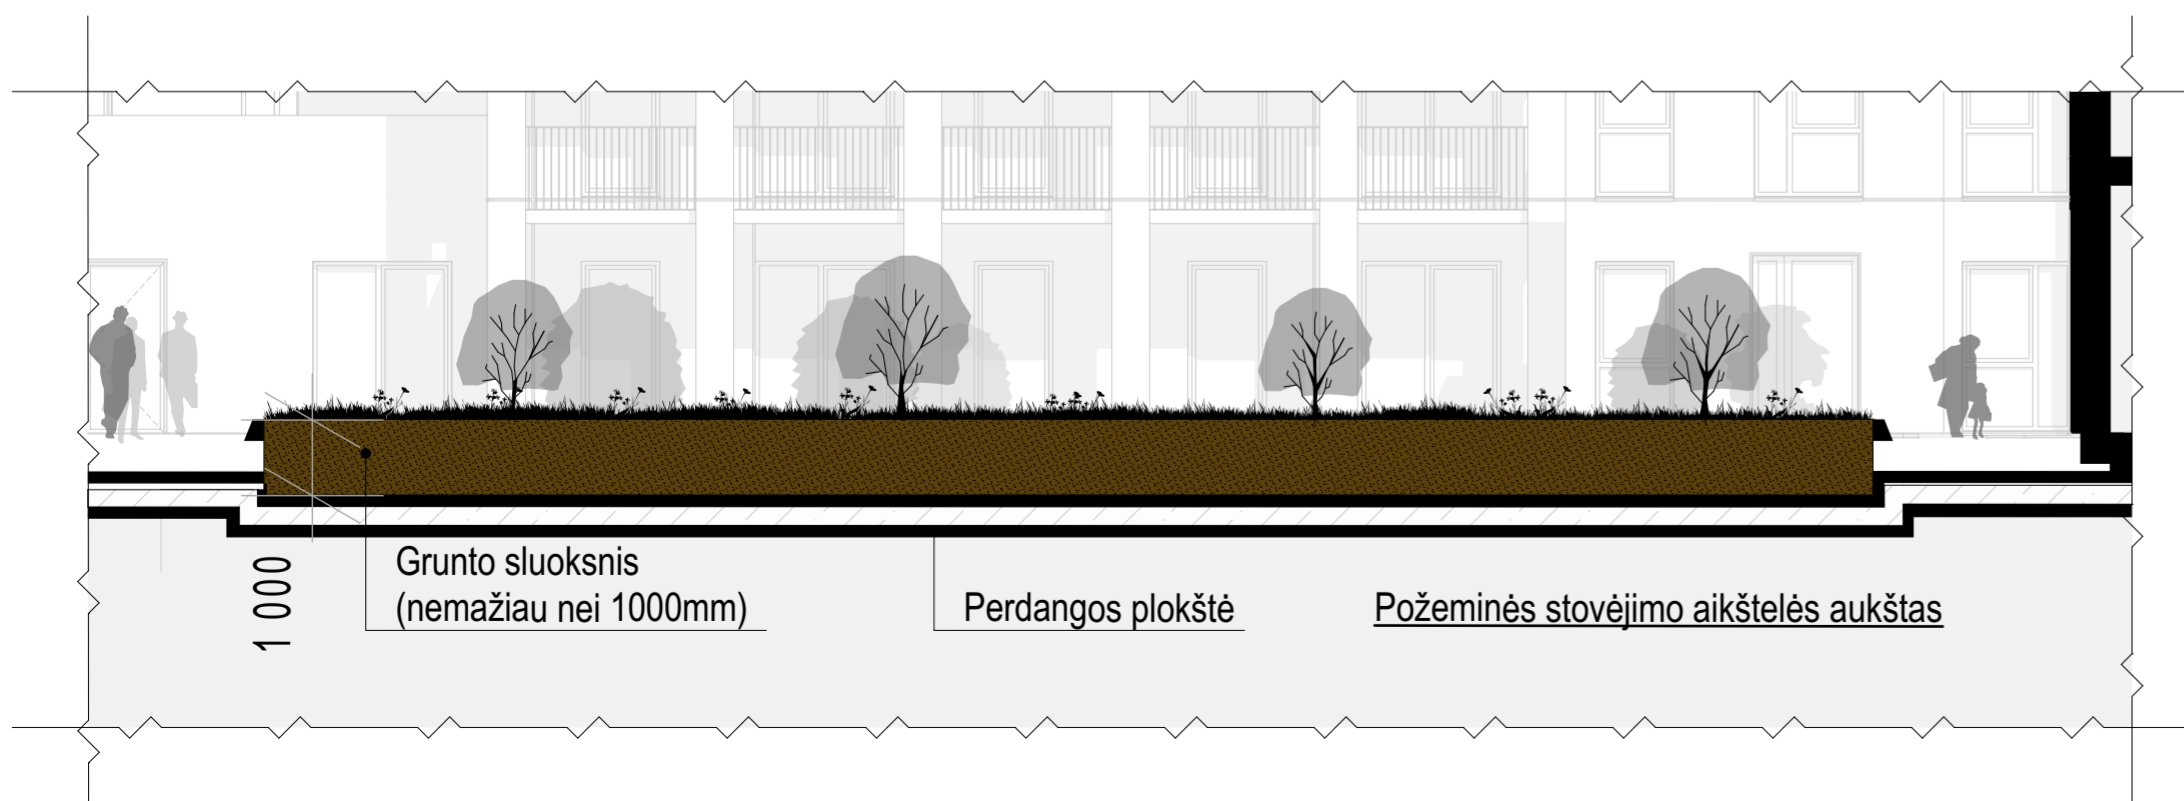 1 000
Grunto sluoksnis
(nemažiau nei 1000mm)
Perdangos plokštė
Požeminės stovėjimo aikštelės aukštas